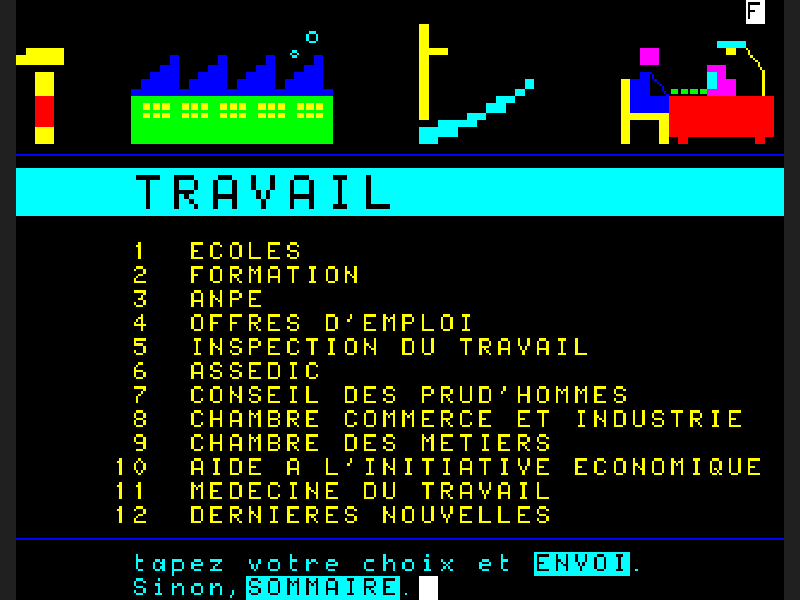 F
TRAVAIL
1 ECOLES
2 FORMATION
3 ANPE
4 OFFRES D'EMPLOI
5 INSPECTION DU TRAVAIL
6 ASSEDIC
7 CONSEIL DES PRUD'HOMMES
8 CHAMBRE COMMERCE ET INDUSTRIE
9 CHAMBRE DES METIERS
10 AIDE A L'INITIATIVE ECONOMIQUE
11 MEDECINE DU TRAVAIL
12 DERNIERES NOUVELLES
tapez votre choix et ENVOI.
Sinon, SOMMAIRE.